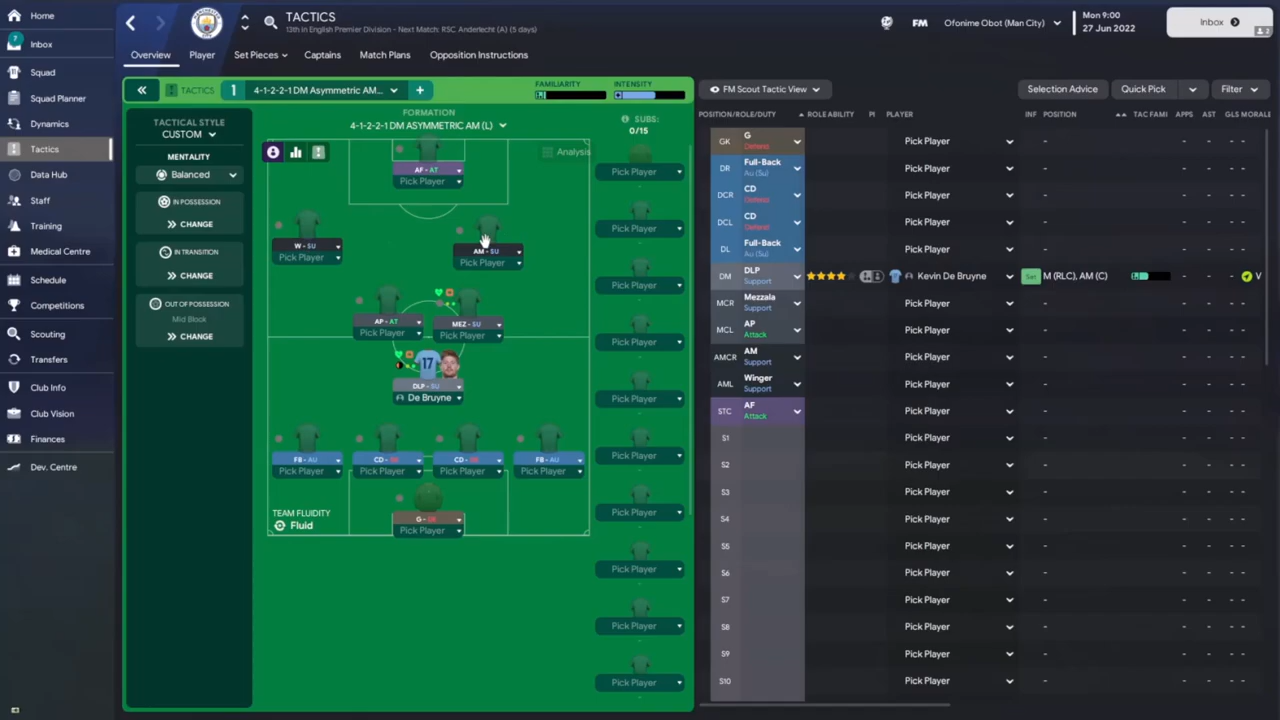 Home
TACTICS
13th in English Premier Division - Next Match: RSC Anderlecht (A) (5 days)
FM
Ofonime Obot (Man City)
Mon 9:00
27 Jun 2022
Inbox
2
Inbox
Squad
Squad Planner
Dynamics
Tactics
Data Hub
Staff
Training
Medical Centre
Schedule
Competitions
Scouting
Transfers
Club Info
Club Vision
Finances
Dev. Centre
Overview
Player
Set Pieces
Captains
Match Plans
Opposition Instructions
TACTICS
1
4-1-2-2-1 DM Asymmetric AM...
+
FAMILIARITY
INTENSITY
TACTICAL STYLE
CUSTOM
MENTALITY
Balanced
IN POSSESSION
CHANGE
IN TRANSITION
CHANGE
OUT OF POSSESSION
Mid Block
CHANGE
FORMATION
4-1-2-2-1 DM ASYMMETRIC AM (L)
SUBS:
0/15
Analysis
AF - AT
Pick Player
W - SU
Pick Player
AM - SU
Pick Player
AP - AT
Pick Player
MEZ - SU
Pick Player
17
DLP - SU
De Bruyne
FB - AU
Pick Player
CD - DE
Pick Player
CD - DE
Pick Player
FB - AU
Pick Player
G - DE
Pick Player
TEAM FLUIDITY
Fluid
Pick Player
Pick Player
Pick Player
Pick Player
Pick Player
Pick Player
Pick Player
Pick Player
Pick Player
Pick Player
FM Scout Tactic View
Selection Advice
Quick Pick
Filter
POSITION/ROLE/DUTY
ROLE ABILITY
PI
PLAYER
INF
POSITION
TAC FAMI
APPS
AST
GLS
MORALE
GK
G
Defend
Pick Player
- - - - -
DR
Full-Back
Au (Su)
Pick Player
- - - - -
DCR
CD
Defend
Pick Player
- - - - -
DCL
CD
Defend
Pick Player
- - - - -
DL
Full-Back
Au (Su)
Pick Player
- - - - -
DM
DLP
Support
Kevin De Bruyne
Set
M (RLC), AM (C)
- - - V
MCR
Mezzala
Support
Pick Player
- - - - -
MCL
AP
Attack
Pick Player
- - - - -
AMCR
AM
Support
Pick Player
- - - - -
AML
Winger
Support
Pick Player
- - - - -
STC
AF
Attack
Pick Player
- - - - -
S1
Pick Player
- - - - -
S2
Pick Player
- - - - -
S3
Pick Player
- - - - -
S4
Pick Player
- - - - -
S5
Pick Player
- - - - -
S6
Pick Player
- - - - -
S7
Pick Player
- - - - -
S8
Pick Player
- - - - -
S9
Pick Player
- - - - -
S10
Pick Player
- - - - -